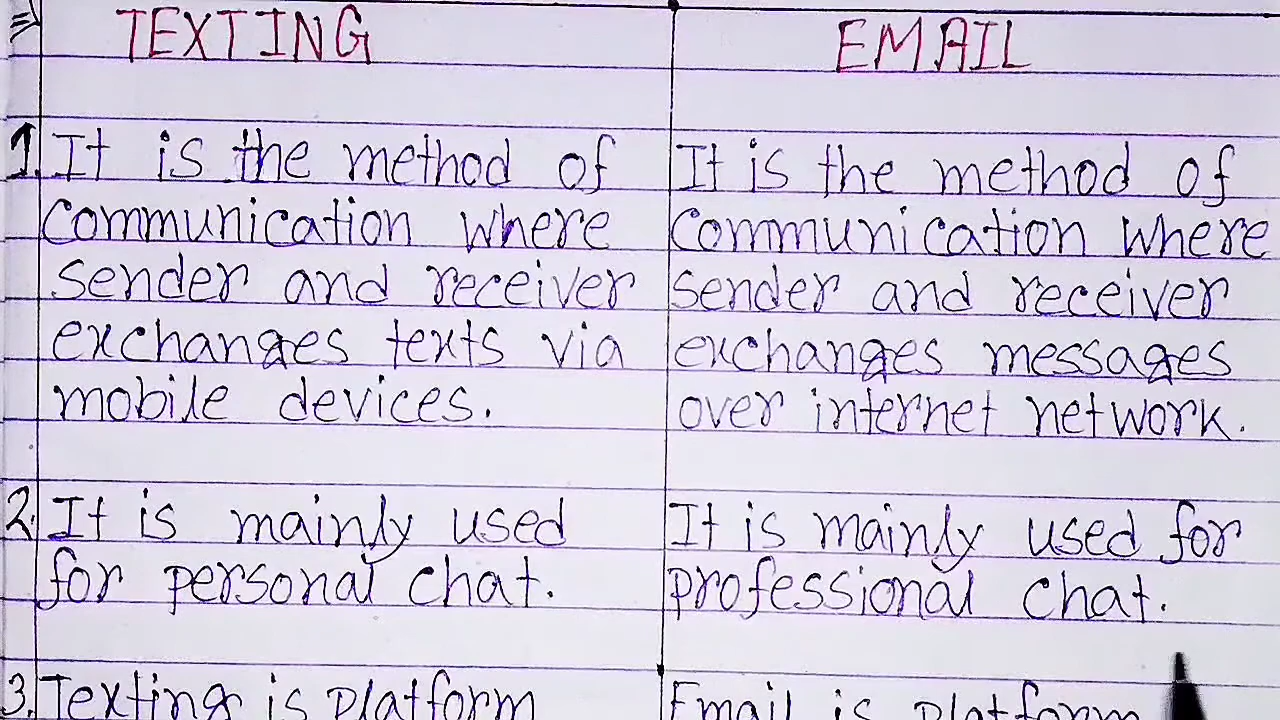 TEXTING
1. It is the method of
communication where
sender and receiver
exchanges texts via
mobile devices.
2. It is mainly used
for personal chat.
3. Texting is platform
EMAIL
It is the method of
communication where
sender and receiver
exchanges messages
over internet network.
It is mainly used for
professional chat.
Email is platform